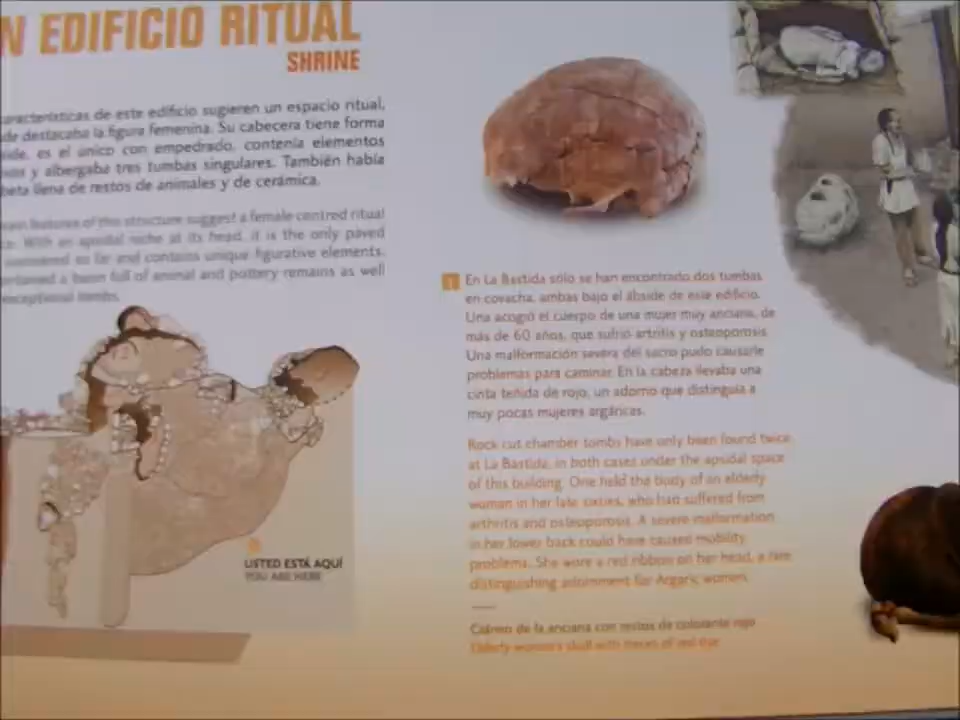 N EDIFICIO RITUAL
SHRINE
características de este edificio sugieren un espacio ritual,
de destacaba la figura femenina. Su cabecera tiene forma
side, es el único con empedrado, contenía elementos
y albergaba tres tumbas singulares. También había
beta llena de restos de animales y de cerámica.
main features of this structure suggest a female centred ritual
ce. With an apsidal niche at its head, it is the only paved
so far and contains unique figurative elements.
contained a basin full of animal and pottery remains as well
exceptional tombs.
USTED ESTÁ AQUÍ
YOU ARE HERE
1 En La Bastida sólo se han encontrado dos tumbas
en covacha, ambas bajo el ábside de este edificio.
Una acogió el cuerpo de una mujer muy anciana, de
más de 60 años, que sufrió artritis y osteoporosis.
Una malformación severa del sacro pudo causarle
problemas para caminar. En la cabeza llevaba una
cinta teñida de rojo, un adorno que distinguía a
muy pocas mujeres argáricas.
Rock cut chamber tombs have only been found twice
at La Bastida, in both cases under the apsidal space
of this building. One held the body of an elderly
woman in her late sixties, who had suffered from
arthritis and osteoporosis. A severe malformation
in her lower back could have caused mobility
problems. She wore a red ribbon on her head, a rare
distinguishing adornment for Argaric women.
Cráneo de la anciana con restos de colorante rojo
Elderly woman's skull with traces of red dye